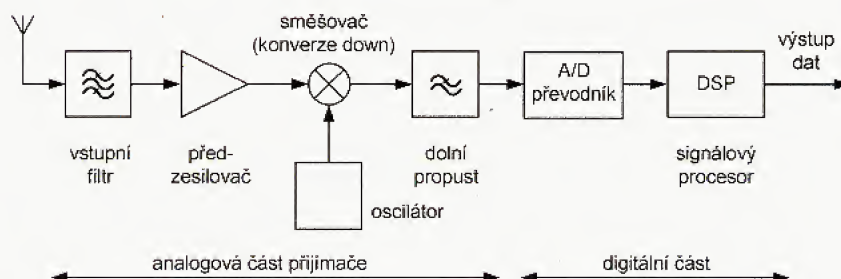 směšovač
(konverze down)
výstup
dat
A/D
převodník
DSP
vstupní
filtr
před-
zesilovač
oscilátor
dolní
propust
signálový
procesor
analogová část přijímače
digitální část